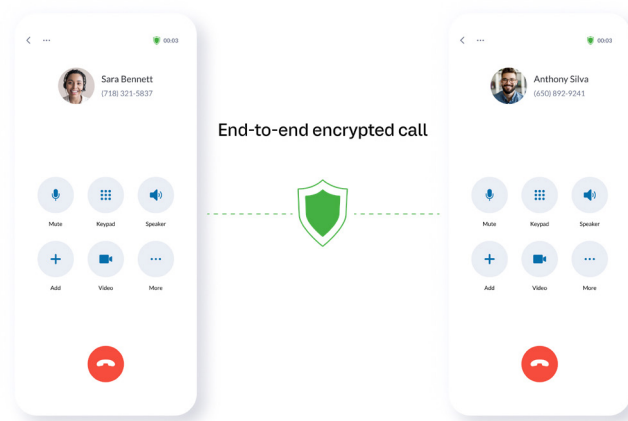 00:03
Sara Bennett
(718) 321-5837
Mute Keypad Speaker
Add Video More
End-to-end encrypted call
00:03
Anthony Silva
(650) 892-9241
Mute Keypad Speaker
Add Video More